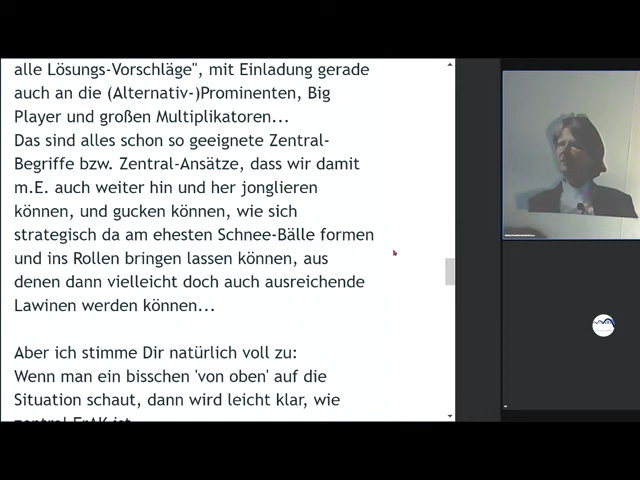 alle Lösungs-Vorschläge", mit Einladung gerade
auch an die (Alternativ-)Prominenten, Big
Player und großen Multiplikatoren...
Das sind alles schon so geeignete Zentral-
Begriffe bzw. Zentral-Ansätze, dass wir damit
m.E. auch weiter hin und her jonglieren
können, und gucken können, wie sich
strategisch da am ehesten Schnee-Bälle formen
und ins Rollen bringen lassen können, aus
denen dann vielleicht doch auch ausreichende
Lawinen werden können...
Aber ich stimme Dir natürlich voll zu:
Wenn man ein bisschen 'von oben' auf die
Situation schaut, dann wird leicht klar, wie
zentral ErAK ist